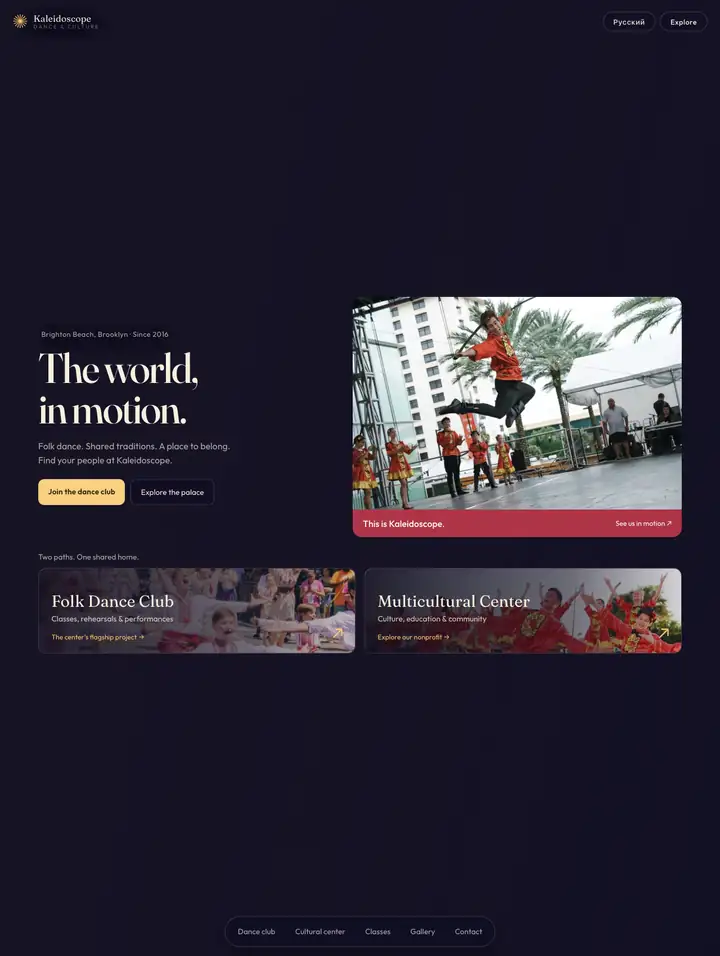 Kaleidoscope
DANCE & CULTURE
Русский
Explore
Brighton Beach, Brooklyn · Since 2016
The world,
in motion.
Folk dance. Shared traditions. A place to belong.
Find your people at Kaleidoscope.
Join the dance club
Explore the palace
This is Kaleidoscope.
See us in motion ↗
Two paths. One shared home.
Folk Dance Club
Classes, rehearsals & performances
The center's flagship project →
Multicultural Center
Culture, education & community
Explore our nonprofit →
Dance club
Cultural center
Classes
Gallery
Contact